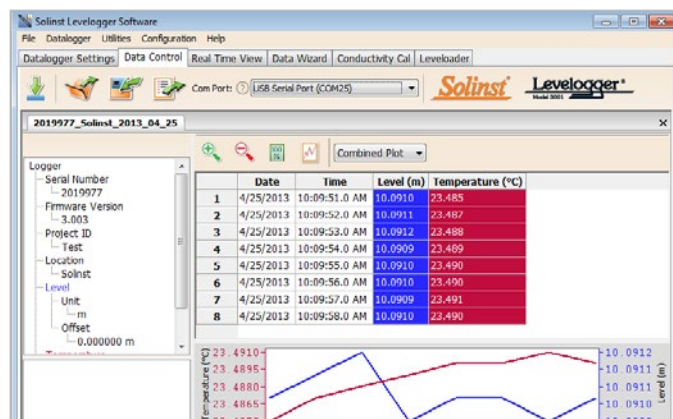 Solinst Levelogger Software
File Datalogger Utilities Configuration Help
Datalogger Settings Data Control Real Time View Data Wizard Conductivity Cal Leveloader
Com Port: ? USB Serial Port (COM25) Solinst Levelogger®
Model 3001
2019977_Solinst_2013_04_25
Combined Plot
Logger
Serial Number
2019977
Firmware Version
3.003
Project ID
Test
Location
Solinst
Level
Unit
m
Offset
0.000000 m
Date Time Level (m) Temperature (°C)
1 4/25/2013 10:09:51.0 AM 10.0910 23.485
2 4/25/2013 10:09:52.0 AM 10.0911 23.487
3 4/25/2013 10:09:53.0 AM 10.0912 23.488
4 4/25/2013 10:09:54.0 AM 10.0909 23.489
5 4/25/2013 10:09:55.0 AM 10.0910 23.490
6 4/25/2013 10:09:56.0 AM 10.0910 23.490
7 4/25/2013 10:09:57.0 AM 10.0909 23.491
8 4/25/2013 10:09:58.0 AM 10.0910 23.490
Temperature (°C)
23.4910
23.4895
23.4880
23.4865
10.0912
10.0911
10.0911
10.0910
Level (m)